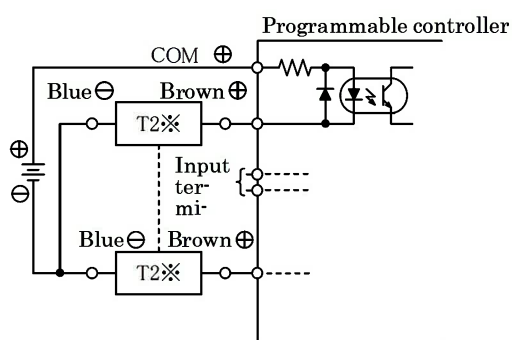 Programmable controller
COM ⊕
Blue⊖ Brown⊕
T2※
⊕
⊖
Input
ter-
mi-
Blue⊖ Brown⊕
T2※